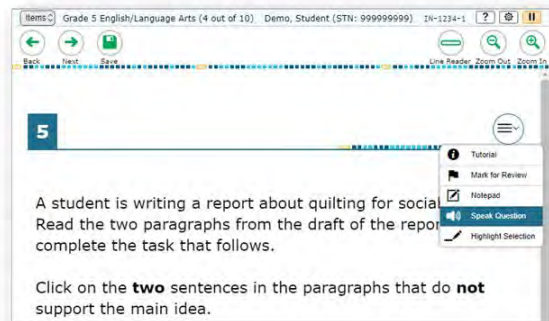 Items Grade 5 English/Language Arts (4 out of 10) Demo, Student (STN: 999999999) IN-1234-1 ?
Back Next Save Line Reader Zoom Out Zoom In
5
Tutorial
Mark for Review
Notepad
Speak Question
Highlight Selection
A student is writing a report about quilting for social
Read the two paragraphs from the draft of the repor
complete the task that follows.
Click on the two sentences in the paragraphs that do not
support the main idea.